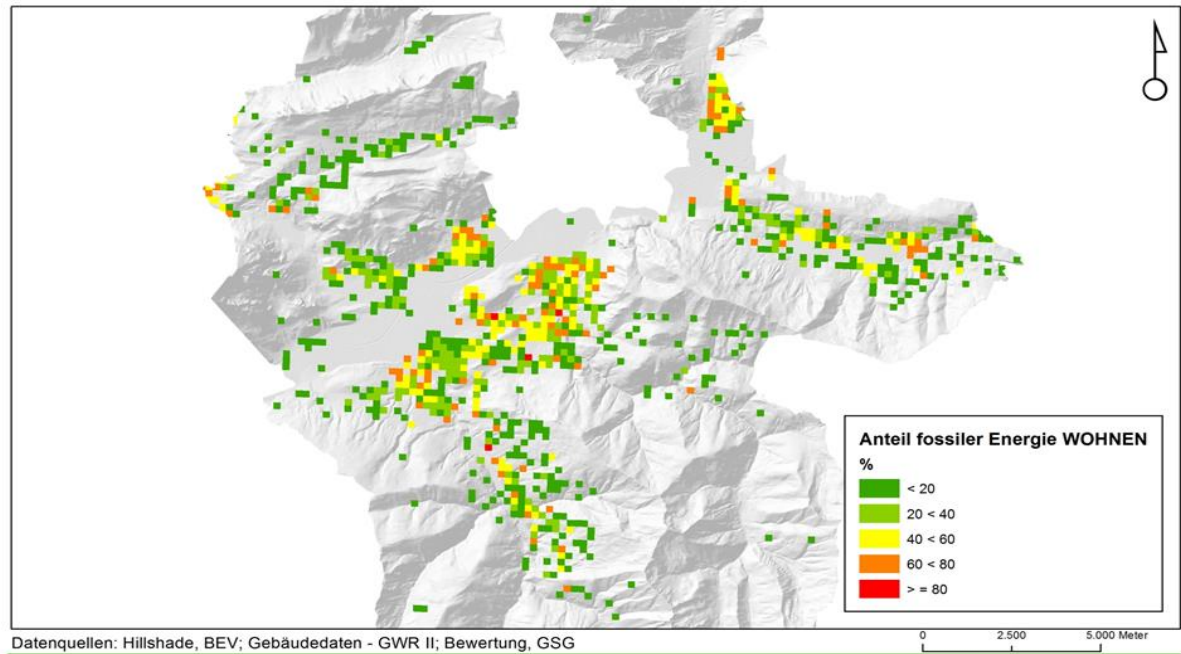 Anteil fossiler Energie WOHNEN
%
< 20
20 < 40
40 < 60
60 < 80
> = 80
Datenquellen: Hillshade, BEV; Gebäudedaten - GWR II; Bewertung, GSG
0 2.500 5.000 Meter